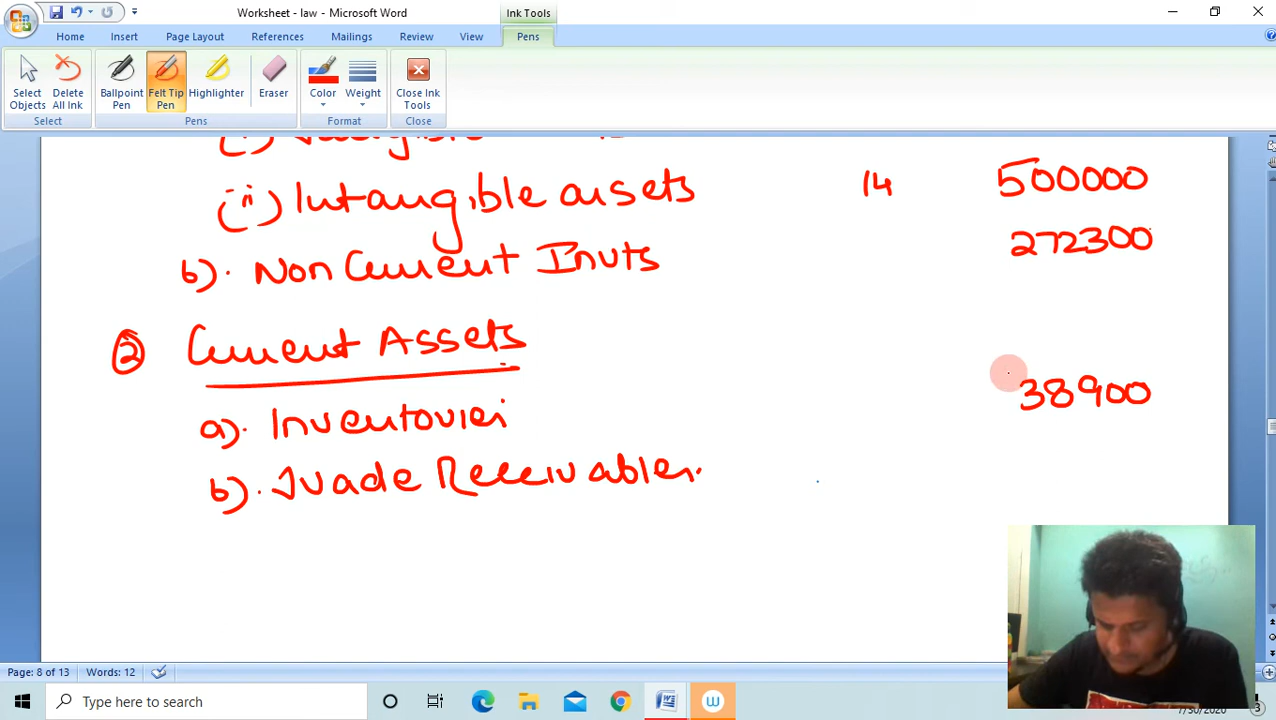 Worksheet - law - Microsoft Word
Ink Tools
Home Insert Page Layout References Mailings Review View Pens
Select Objects
Delete All Ink
Ballpoint Pen
Felt Tip Pen
Highlighter
Eraser
Color
Weight
Close Ink Tools
Select Pens Format Close
(ii) Intangible assets 14 500000
b). Non Current Invts 272300
② Current Assets
a). Inventories 38900
b). Trade Receivables.
Page: 8 of 13 Words: 12
Type here to search
7/30/2020